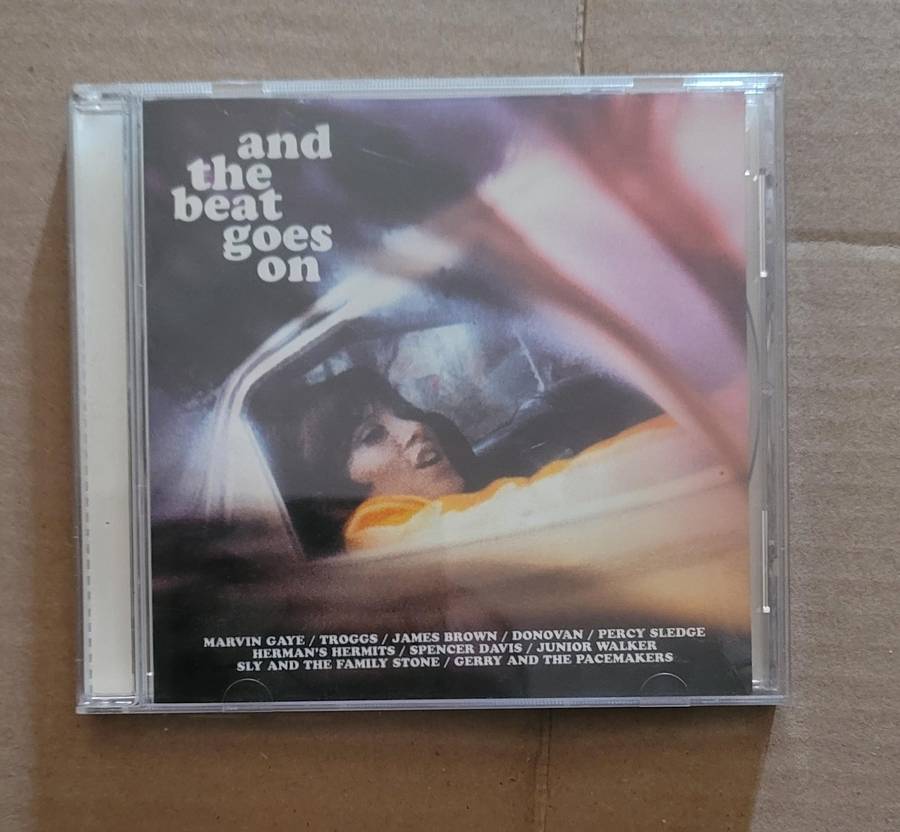 and
the
beat
goes
on
MARVIN GAYE / TROGGS / JAMES BROWN / DONOVAN / PERCY SLEDGE
HERMAN'S HERMITS / SPENCER DAVIS / JUNIOR WALKER
SLY AND THE FAMILY STONE / GERRY AND THE PACEMAKERS